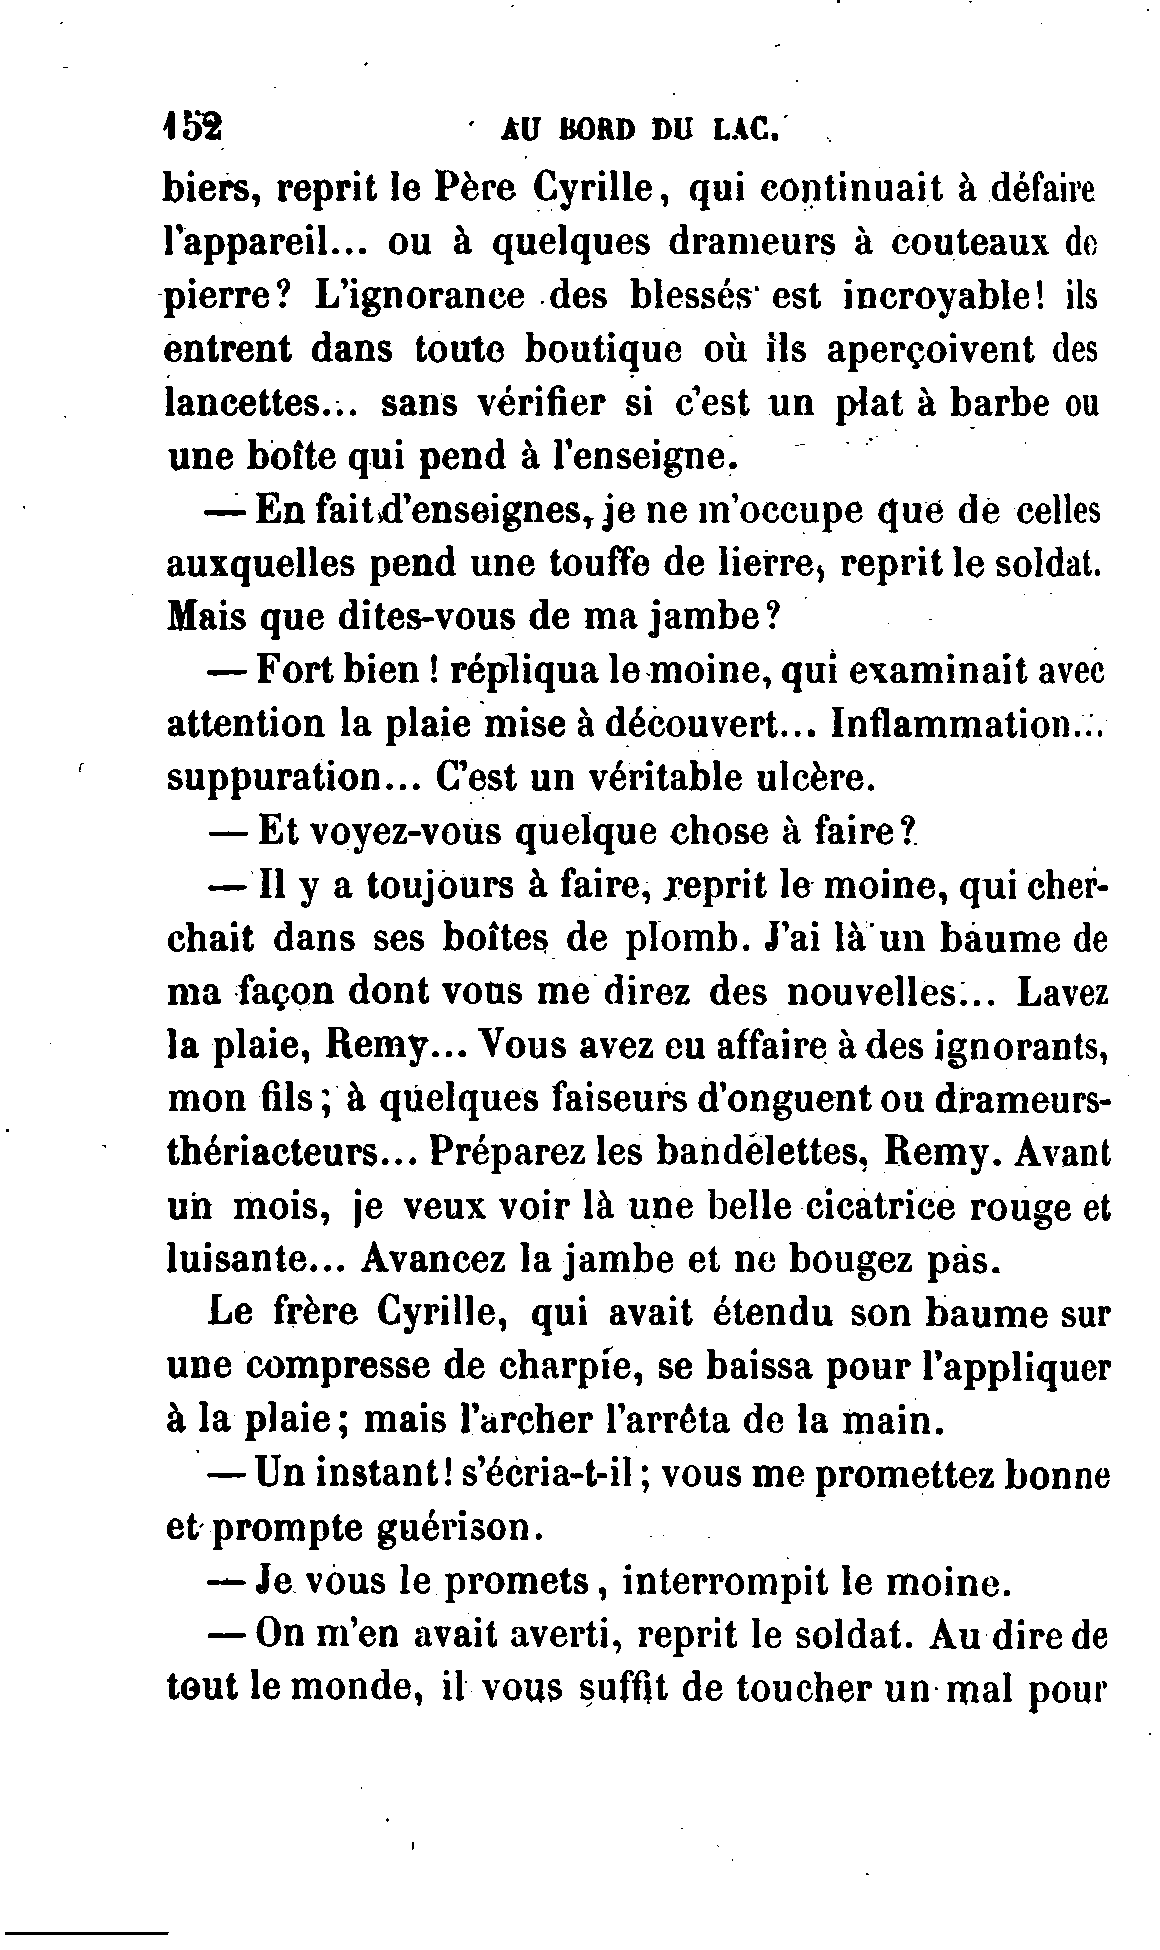 152 AU BORD DU LAC.
biers, reprit le Père Cyrille, qui continuait à défaire
l'appareil... ou à quelques drameurs à couteaux de
pierre? L'ignorance des blessés est incroyable! ils
entrent dans toute boutique où ils aperçoivent des
lancettes... sans vérifier si c'est un plat à barbe ou
une boîte qui pend à l'enseigne.
— En fait d'enseignes, je ne m'occupe que de celles
auxquelles pend une touffe de lierre, reprit le soldat.
Mais que dites-vous de ma jambe?
— Fort bien! répliqua le moine, qui examinait avec
attention la plaie mise à découvert... Inflammation...
suppuration... C'est un véritable ulcère.
— Et voyez-vous quelque chose à faire?
— Il y a toujours à faire, reprit le moine, qui cher-
chait dans ses boîtes de plomb. J'ai là un baume de
ma façon dont vous me direz des nouvelles... Lavez
la plaie, Remy... Vous avez eu affaire à des ignorants,
mon fils; à quelques faiseurs d'onguent ou drameurs-
thériacteurs... Préparez les bandelettes, Remy. Avant
un mois, je veux voir là une belle cicatrice rouge et
luisante... Avancez la jambe et ne bougez pas.
Le frère Cyrille, qui avait étendu son baume sur
une compresse de charpie, se baissa pour l'appliquer
à la plaie; mais l'archer l'arrêta de la main.
— Un instant! s'écria-t-il; vous me promettez bonne
et prompte guérison.
— Je vous le promets, interrompit le moine.
— On m'en avait averti, reprit le soldat. Au dire de
tout le monde, il vous suffit de toucher un mal pour